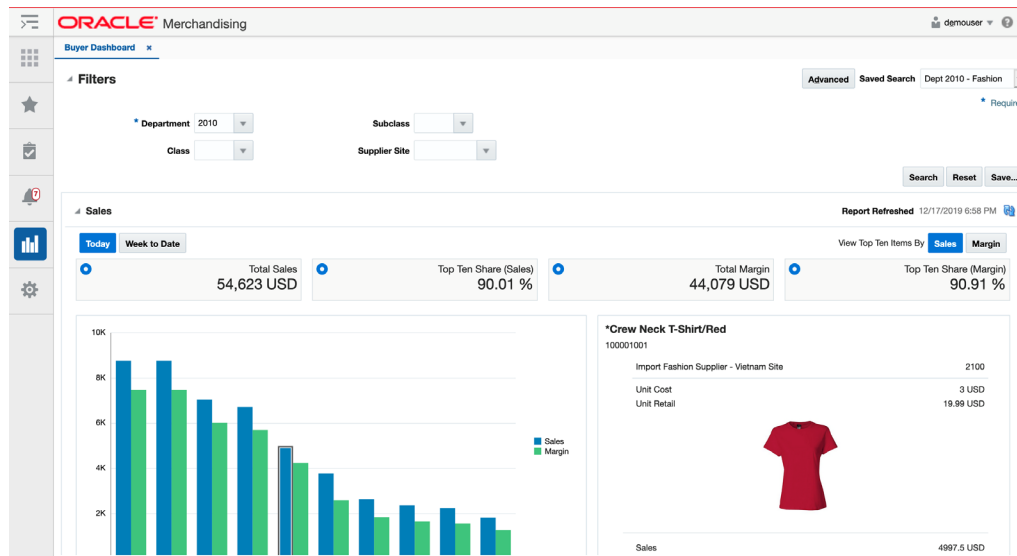 ORACLE Merchandising
demouser
Buyer Dashboard ×
Filters
Advanced Saved Search Dept 2010 - Fashion
* Require
* Department 2010 Subclass
Class Supplier Site
Search Reset Save...
7
Sales Report Refreshed 12/17/2019 6:58 PM
Today Week to Date View Top Ten Items By Sales Margin
Total Sales
54,623 USD
Top Ten Share (Sales)
90.01 %
Total Margin
44,079 USD
Top Ten Share (Margin)
90.91 %
10K
8K
6K
4K
2K
Sales
Margin
*Crew Neck T-Shirt/Red
100001001
Import Fashion Supplier - Vietnam Site 2100
Unit Cost 3 USD
Unit Retail 19.99 USD
Sales 4997.5 USD